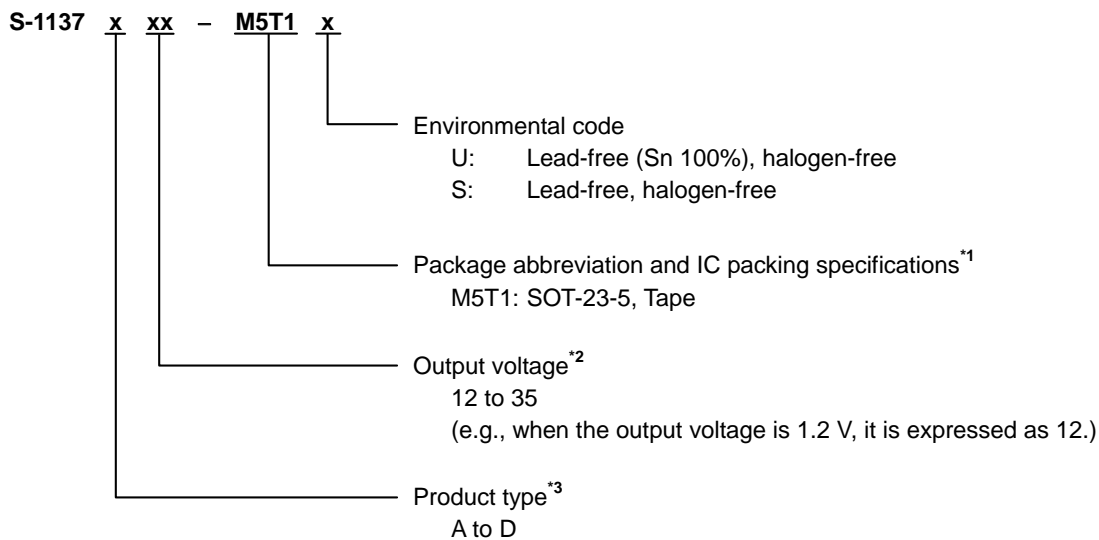 S-1137 x xx – M5T1 x
Environmental code
U: Lead-free (Sn 100%), halogen-free
S: Lead-free, halogen-free
Package abbreviation and IC packing specifications*1
M5T1: SOT-23-5, Tape
Output voltage*2
12 to 35
(e.g., when the output voltage is 1.2 V, it is expressed as 12.)
Product type*3
A to D